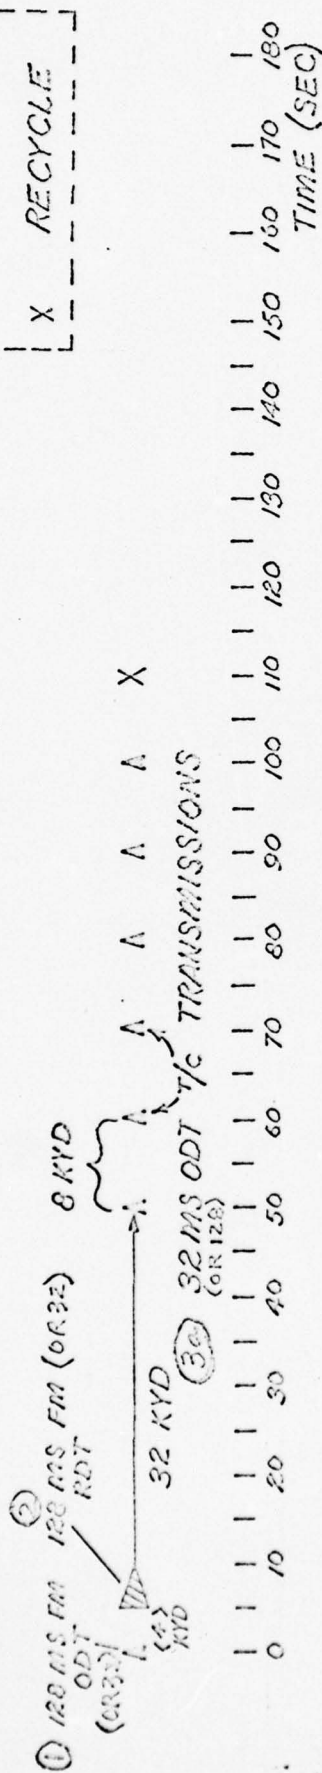 ① 128 MS FM
ODT
(OR 32)
② 128 MS FM (OR 32)
RDT
(4)
KYD
32 KYD
8 KYD
③a 32 MS ODT
(OR 128)
T/C TRANSMISSIONS
X
X RECYCLE
0 10 20 30 40 50 60 70 80 90 100 110 120 130 140 150 160 170 180
TIME (SEC)